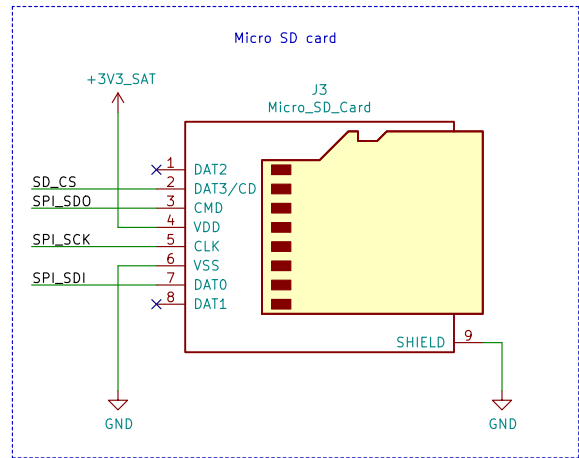 Micro SD card
+3V3_SAT
J3
Micro_SD_Card
1 DAT2
SD_CS 2 DAT3/CD
SPI_SDO 3 CMD
4 VDD
SPI_SCK 5 CLK
6 VSS
SPI_SDI 7 DAT0
8 DAT1
SHIELD 9
GND GND